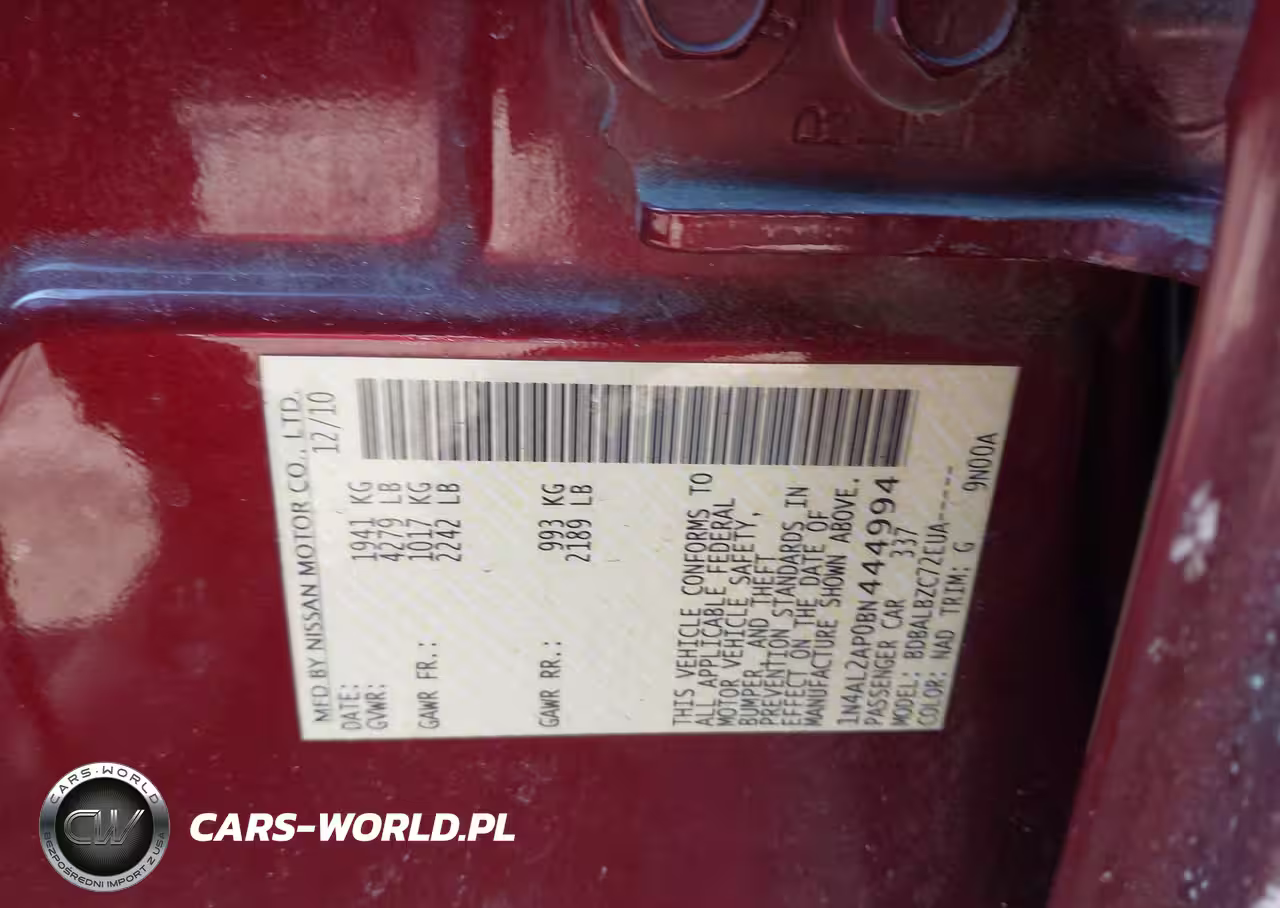 MFD BY NISSAN MOTOR CO., LTD.
DATE: 12/10
GVWR: 1941 KG
4279 LB
GAWR FR.: 1017 KG
2242 LB
GAWR RR.: 993 KG
2189 LB
THIS VEHICLE CONFORMS TO
ALL APPLICABLE FEDERAL
MOTOR VEHICLE SAFETY,
BUMPER, AND THEFT
PREVENTION STANDARDS IN
EFFECT ON THE DATE OF
MANUFACTURE SHOWN ABOVE.
1N4AL2AP0BN444994
PASSENGER CAR 337
MODEL: BDBALBZC72EUA-----
COLOR: NAD TRIM: G 9N00A
CARS-WORLD
CW
BEZPOŚREDNI IMPORT Z USA
CARS-WORLD.PL